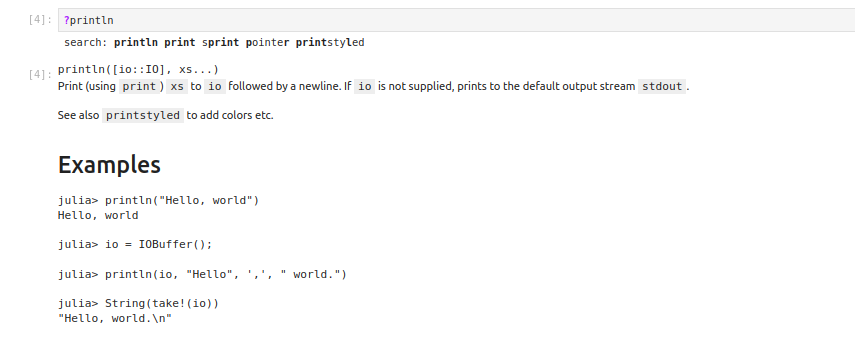 [4]: ?println
search: println print sprint pointer printstyled
[4]: println([io::IO], xs...)
Print (using print) xs to io followed by a newline. If io is not supplied, prints to the default output stream stdout.
See also printstyled to add colors etc.
Examples
julia> println("Hello, world")
Hello, world
julia> io = IOBuffer();
julia> println(io, "Hello", ',', " world.")
julia> String(take!(io))
"Hello, world.\n"